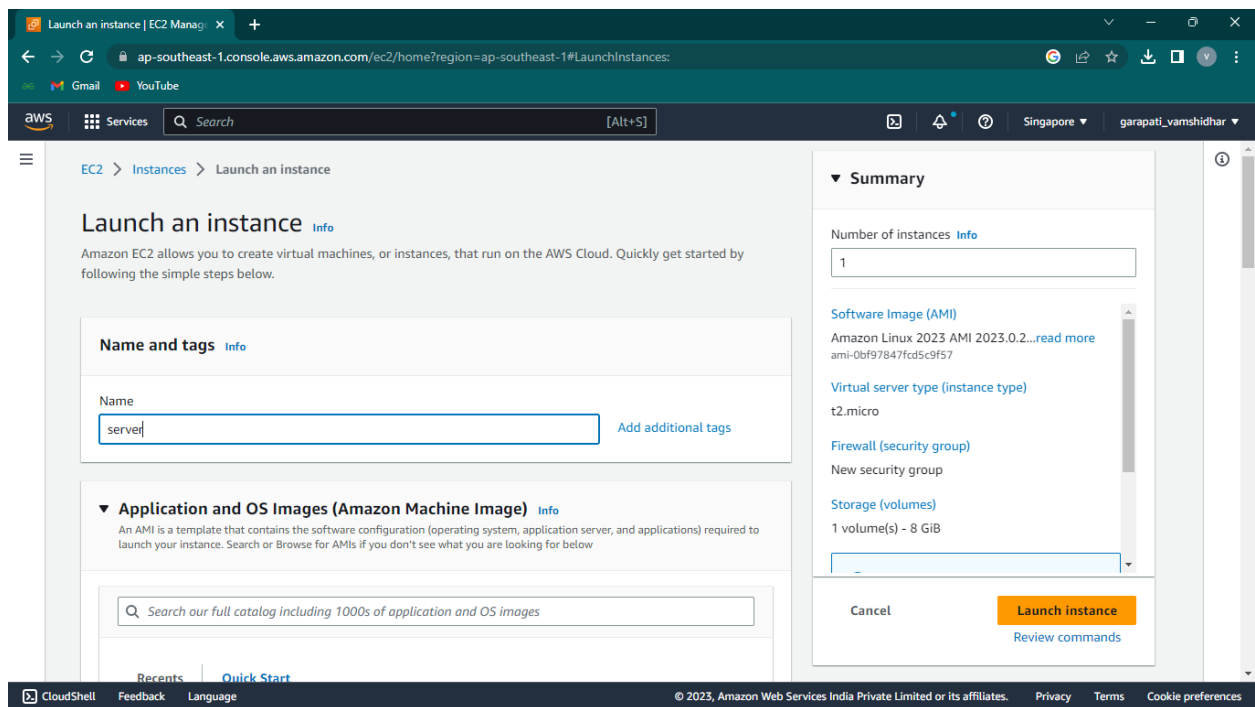 Launch an instance | EC2 Manag
ap-southeast-1.console.aws.amazon.com/ec2/home?region=ap-southeast-1#LaunchInstances:
Gmail YouTube
aws Services Search [Alt+S] Singapore garapati_vamshidhar
EC2 > Instances > Launch an instance
Launch an instance Info
Amazon EC2 allows you to create virtual machines, or instances, that run on the AWS Cloud. Quickly get started by
following the simple steps below.
Name and tags Info
Name
server
Add additional tags
Application and OS Images (Amazon Machine Image) Info
An AMI is a template that contains the software configuration (operating system, application server, and applications) required to
launch your instance. Search or Browse for AMIs if you don't see what you are looking for below
Search our full catalog including 1000s of application and OS images
Recents Quick Start
Summary
Number of instances Info
1
Software Image (AMI)
Amazon Linux 2023 AMI 2023.0.2...read more
ami-0bf97847fcd5c9f57
Virtual server type (instance type)
t2.micro
Firewall (security group)
New security group
Storage (volumes)
1 volume(s) - 8 GiB
Cancel Launch instance
Review commands
CloudShell Feedback Language © 2023, Amazon Web Services India Private Limited or its affiliates. Privacy Terms Cookie preferences